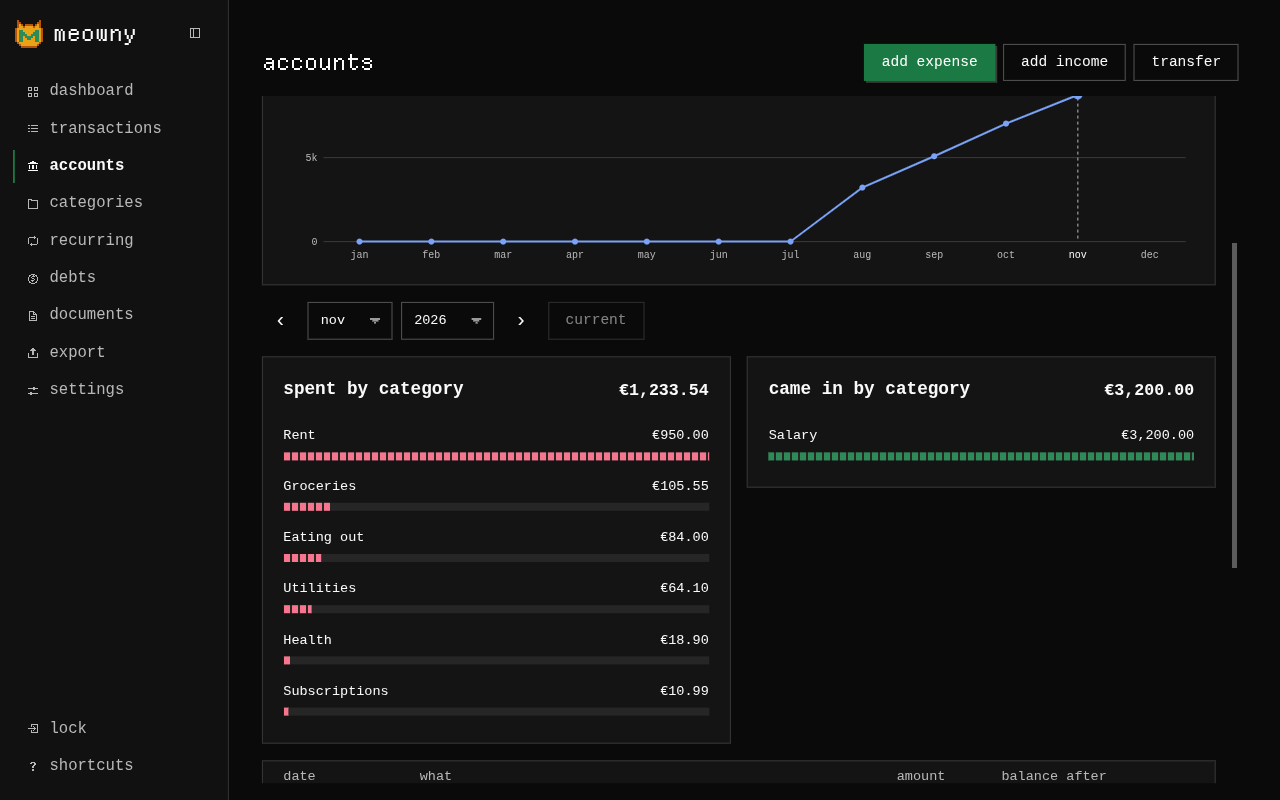 meowny
dashboard
transactions
accounts
categories
recurring
debts
documents
export
settings
lock
? shortcuts
accounts
add expense
add income
transfer
5k
0
jan feb mar apr may jun jul aug sep oct nov dec
‹ nov 2026 › current
spent by category €1,233.54
Rent €950.00
Groceries €105.55
Eating out €84.00
Utilities €64.10
Health €18.90
Subscriptions €10.99
came in by category €3,200.00
Salary €3,200.00
date what amount balance after